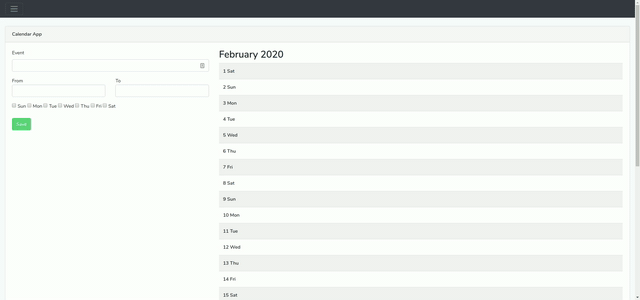 Calendar App
Event
From
To
Sun Mon Tue Wed Thu Fri Sat
Save
February 2020
1 Sat
2 Sun
3 Mon
4 Tue
5 Wed
6 Thu
7 Fri
8 Sat
9 Sun
10 Mon
11 Tue
12 Wed
13 Thu
14 Fri
15 Sat